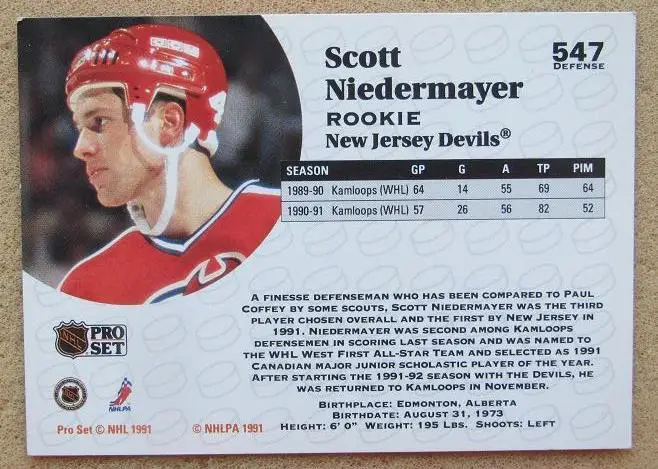 Scott
Niedermayer
ROOKIE
New Jersey Devils®
547
DEFENSE
SEASON GP G A TP PIM
1989-90 Kamloops (WHL) 64 14 55 69 64
1990-91 Kamloops (WHL) 57 26 56 82 52
A FINESSE DEFENSEMAN WHO HAS BEEN COMPARED TO PAUL
COFFEY BY SOME SCOUTS, SCOTT NIEDERMAYER WAS THE THIRD
PLAYER CHOSEN OVERALL AND THE FIRST BY NEW JERSEY IN
1991. NIEDERMAYER WAS SECOND AMONG KAMLOOPS
DEFENSEMEN IN SCORING LAST SEASON AND WAS NAMED TO
THE WHL WEST FIRST ALL-STAR TEAM AND SELECTED AS 1991
CANADIAN MAJOR JUNIOR SCHOLASTIC PLAYER OF THE YEAR.
AFTER STARTING THE 1991-92 SEASON WITH THE DEVILS, HE
WAS RETURNED TO KAMLOOPS IN NOVEMBER.
BIRTHPLACE: EDMONTON, ALBERTA
BIRTHDATE: AUGUST 31, 1973
HEIGHT: 6' 0" WEIGHT: 195 LBS. SHOOTS: LEFT
NHL
PRO
SET
NHLPA
Pro Set © NHL 1991
© NHLPA 1991